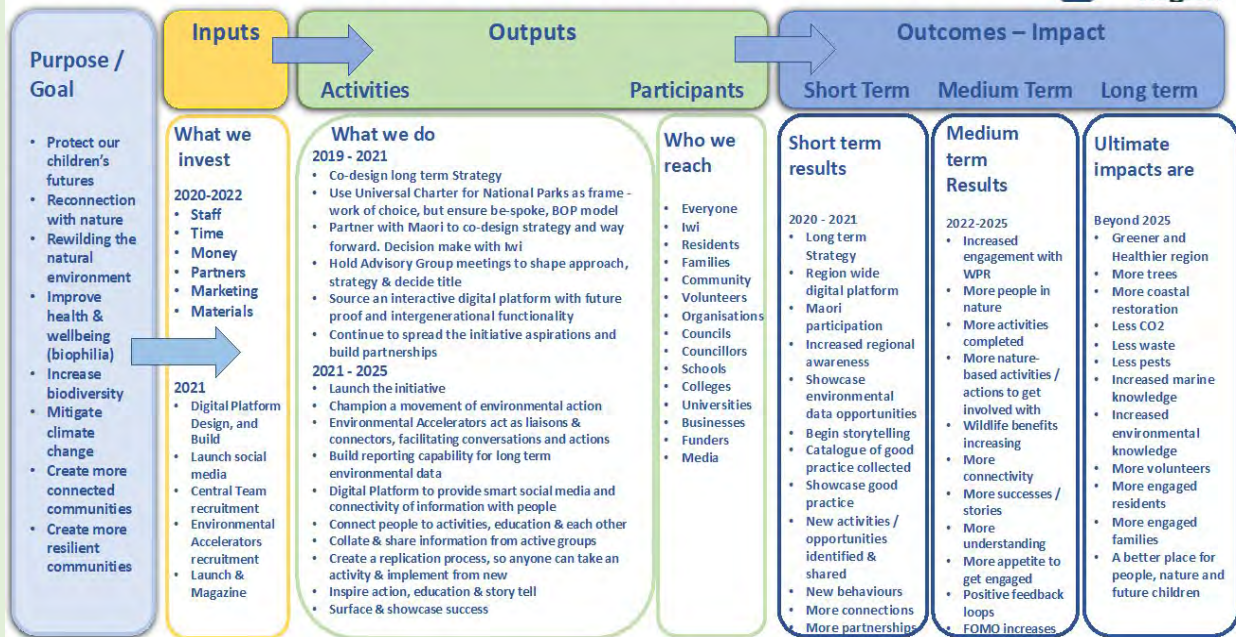 Purpose /
Goal
• Protect our
children's
futures
• Reconnection
with nature
• Rewilding the
natural
environment
• Improve
health &
wellbeing
(biophilia)
• Increase
biodiversity
• Mitigate
climate
change
• Create more
connected
communities
• Create more
resilient
communities
Inputs
What we
invest
2020-2022
• Staff
• Time
• Money
• Partners
• Marketing
• Materials
2021
• Digital Platform
Design, and
Build
• Launch social
media
• Central Team
recruitment
• Environmental
Accelerators
recruitment
• Launch &
Magazine
Outputs
Activities
Participants
What we do
2019 - 2021
• Co-design long term Strategy
• Use Universal Charter for National Parks as frame -
work of choice, but ensure be-spoke, BOP model
• Partner with Maori to co-design strategy and way
forward. Decision make with Iwi
• Hold Advisory Group meetings to shape approach,
strategy & decide title
• Source an interactive digital platform with future
proof and intergenerational functionality
• Continue to spread the initiative aspirations and
build partnerships
2021 - 2025
• Launch the initiative
• Champion a movement of environmental action
• Environmental Accelerators act as liaisons &
connectors, facilitating conversations and actions
• Build reporting capability for long term
environmental data
• Digital Platform to provide smart social media and
connectivity of information with people
• Connect people to activities, education & each other
• Collate & share information from active groups
• Create a replication process, so anyone can take an
activity & implement from new
• Inspire action, education & story tell
• Surface & showcase success
Who we
reach
• Everyone
• Iwi
• Residents
• Families
• Community
• Volunteers
• Organisations
• Councils
• Councillors
• Schools
• Colleges
• Universities
• Businesses
• Funders
• Media
Outcomes – Impact
Short Term
Medium Term
Long term
Short term
results
2020 - 2021
• Long term
Strategy
• Region wide
digital platform
• Maori
participation
• Increased regional
awareness
• Showcase
environmental
data opportunities
• Begin storytelling
• Catalogue of good
practice collected
• Showcase good
practice
• New activities /
opportunities
identified &
shared
• New behaviours
• More connections
• More partnerships
Medium
term
Results
2022-2025
• Increased
engagement with
WPR
• More people in
nature
• More activities
completed
• More nature-
based activities /
actions to get
involved with
• Wildlife benefits
increasing
• More
connectivity
• More successes /
stories
• More
understanding
• More appetite to
get engaged
• Positive feedback
loops
• FOMO increases
Ultimate
impacts are
Beyond 2025
• Greener and
Healthier region
• More trees
• More coastal
restoration
• Less CO2
• Less waste
• Less pests
• Increased marine
knowledge
• Increased
environmental
knowledge
• More volunteers
• More engaged
residents
• More engaged
families
• A better place for
people, nature and
future children